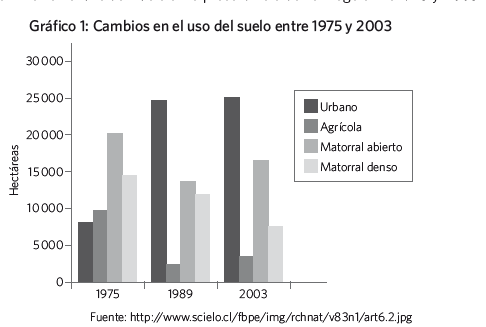 Gráfico 1: Cambios en el uso del suelo entre 1975 y 2003
Hectáreas
30 000
25 000
20 000
15 000
10 000
5 000
0
1975
1989
2003
Urbano
Agrícola
Matorral abierto
Matorral denso
Fuente: http://www.scielo.cl/fbpe/img/rchnat/v83n1/art6.2.jpg